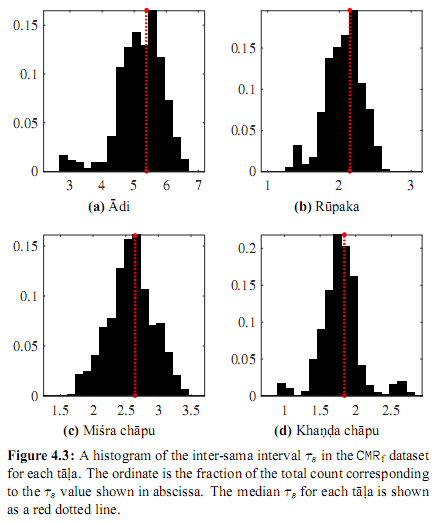 0.15
0.1
0.05
0
3 4 5 6 7
(a) Ādi
0.15
0.1
0.05
0
1 2 3
(b) Rūpaka
0.15
0.1
0.05
0
1.5 2 2.5 3 3.5
(c) Miśra chāpu
0.2
0.15
0.1
0.05
0
1 1.5 2 2.5
(d) Khaṇḍa chāpu
Figure 4.3: A histogram of the inter-sama interval τs in the CMRf dataset
for each tāḷa. The ordinate is the fraction of the total count corresponding
to the τs value shown in abscissa. The median τs for each tāḷa is shown
as a red dotted line.